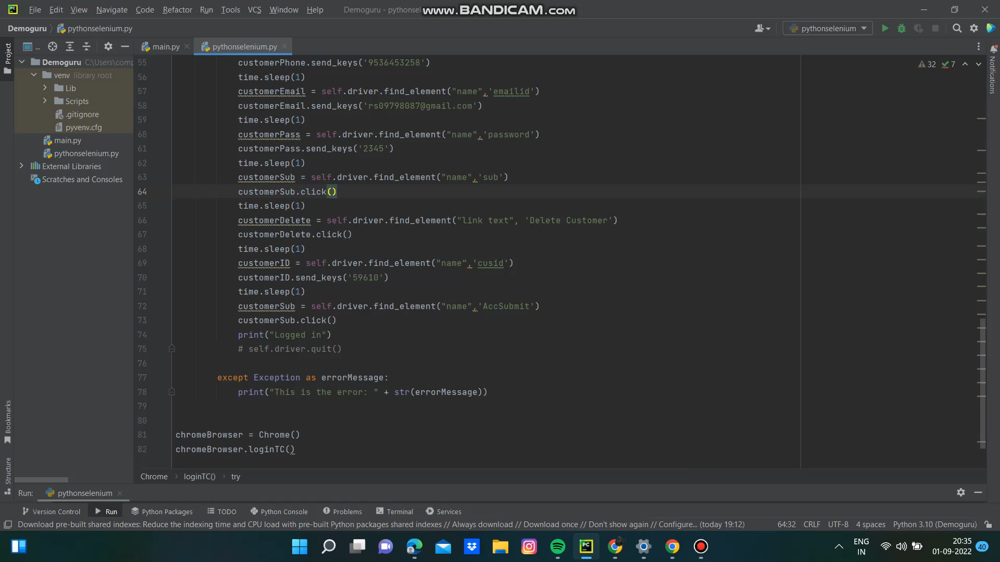 File Edit View Navigate Code Refactor Run Tools VCS Window Help Demoguru - pythonsel
www.BANDICAM.com
Demoguru pythonselenium.py pythonselenium
Project ... main.py pythonselenium.py
Notifications
Demoguru C:\Users\comp
venv library root
Lib
Scripts
.gitignore
pyvenv.cfg
main.py
pythonselenium.py
External Libraries
Scratches and Consoles
32 7
55 customerPhone.send_keys('9536453258')
56 time.sleep(1)
57 customerEmail = self.driver.find_element("name",'emailid')
58 customerEmail.send_keys('rs09798087@gmail.com')
59 time.sleep(1)
60 customerPass = self.driver.find_element("name",'password')
61 customerPass.send_keys('2345')
62 time.sleep(1)
63 customerSub = self.driver.find_element("name",'sub')
64 customerSub.click()
65 time.sleep(1)
66 customerDelete = self.driver.find_element("link text", 'Delete Customer')
67 customerDelete.click()
68 time.sleep(1)
69 customerID = self.driver.find_element("name",'cusid')
70 customerID.send_keys('59610')
71 time.sleep(1)
72 customerSub = self.driver.find_element("name",'AccSubmit')
73 customerSub.click()
74 print("Logged in")
75 # self.driver.quit()
76
77 except Exception as errorMessage:
78 print("This is the error: " + str(errorMessage))
79
80
81 chromeBrowser = Chrome()
82 chromeBrowser.loginTC()
Bookmarks
Structure
Chrome loginTC() try
Run: pythonselenium
Version Control Run Python Packages TODO Python Console Problems Terminal Services
Download pre-built shared indexes: Reduce the indexing time and CPU load with pre-built Python packages shared indexes // Always download // Download once // Don't show again // Configure... (today 19:12) 64:32 CRLF UTF-8 4 spaces Python 3.10 (Demoguru)
ENG
IN
20:35
01-09-2022
40